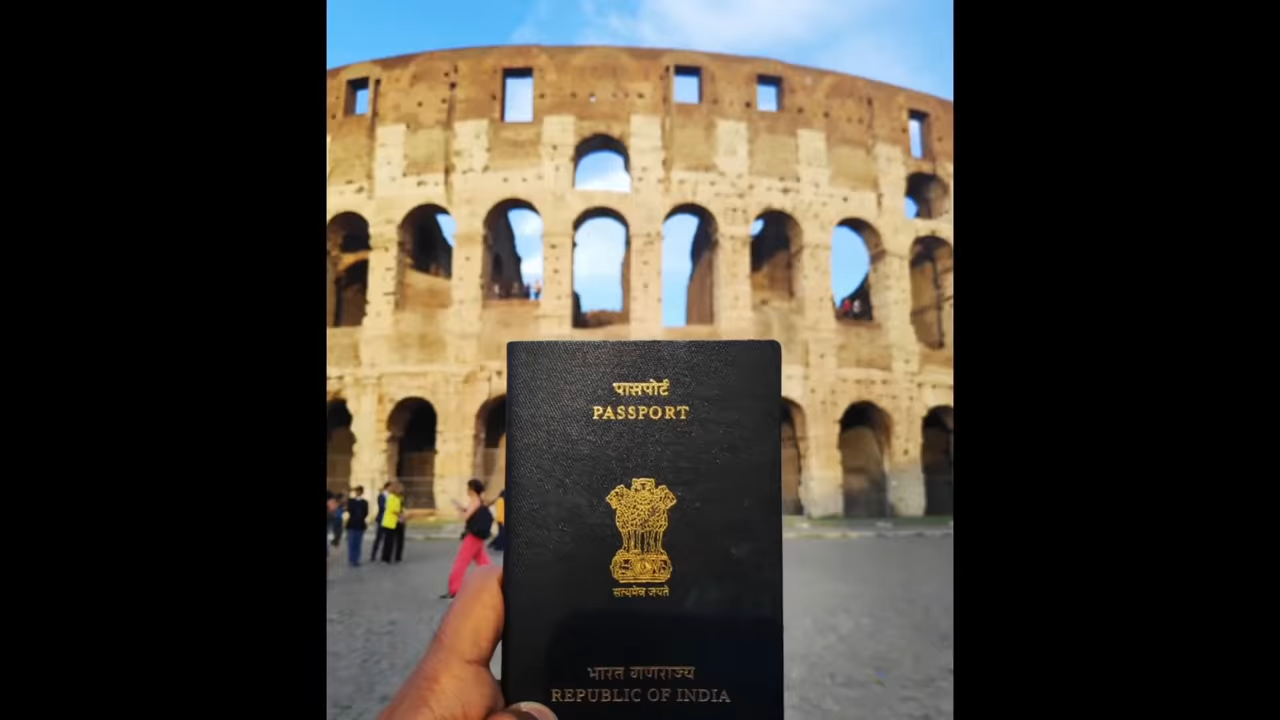 पासपोर्ट
PASSPORT
सत्यमेव जयते
भारत गणराज्य
REPUBLIC OF INDIA